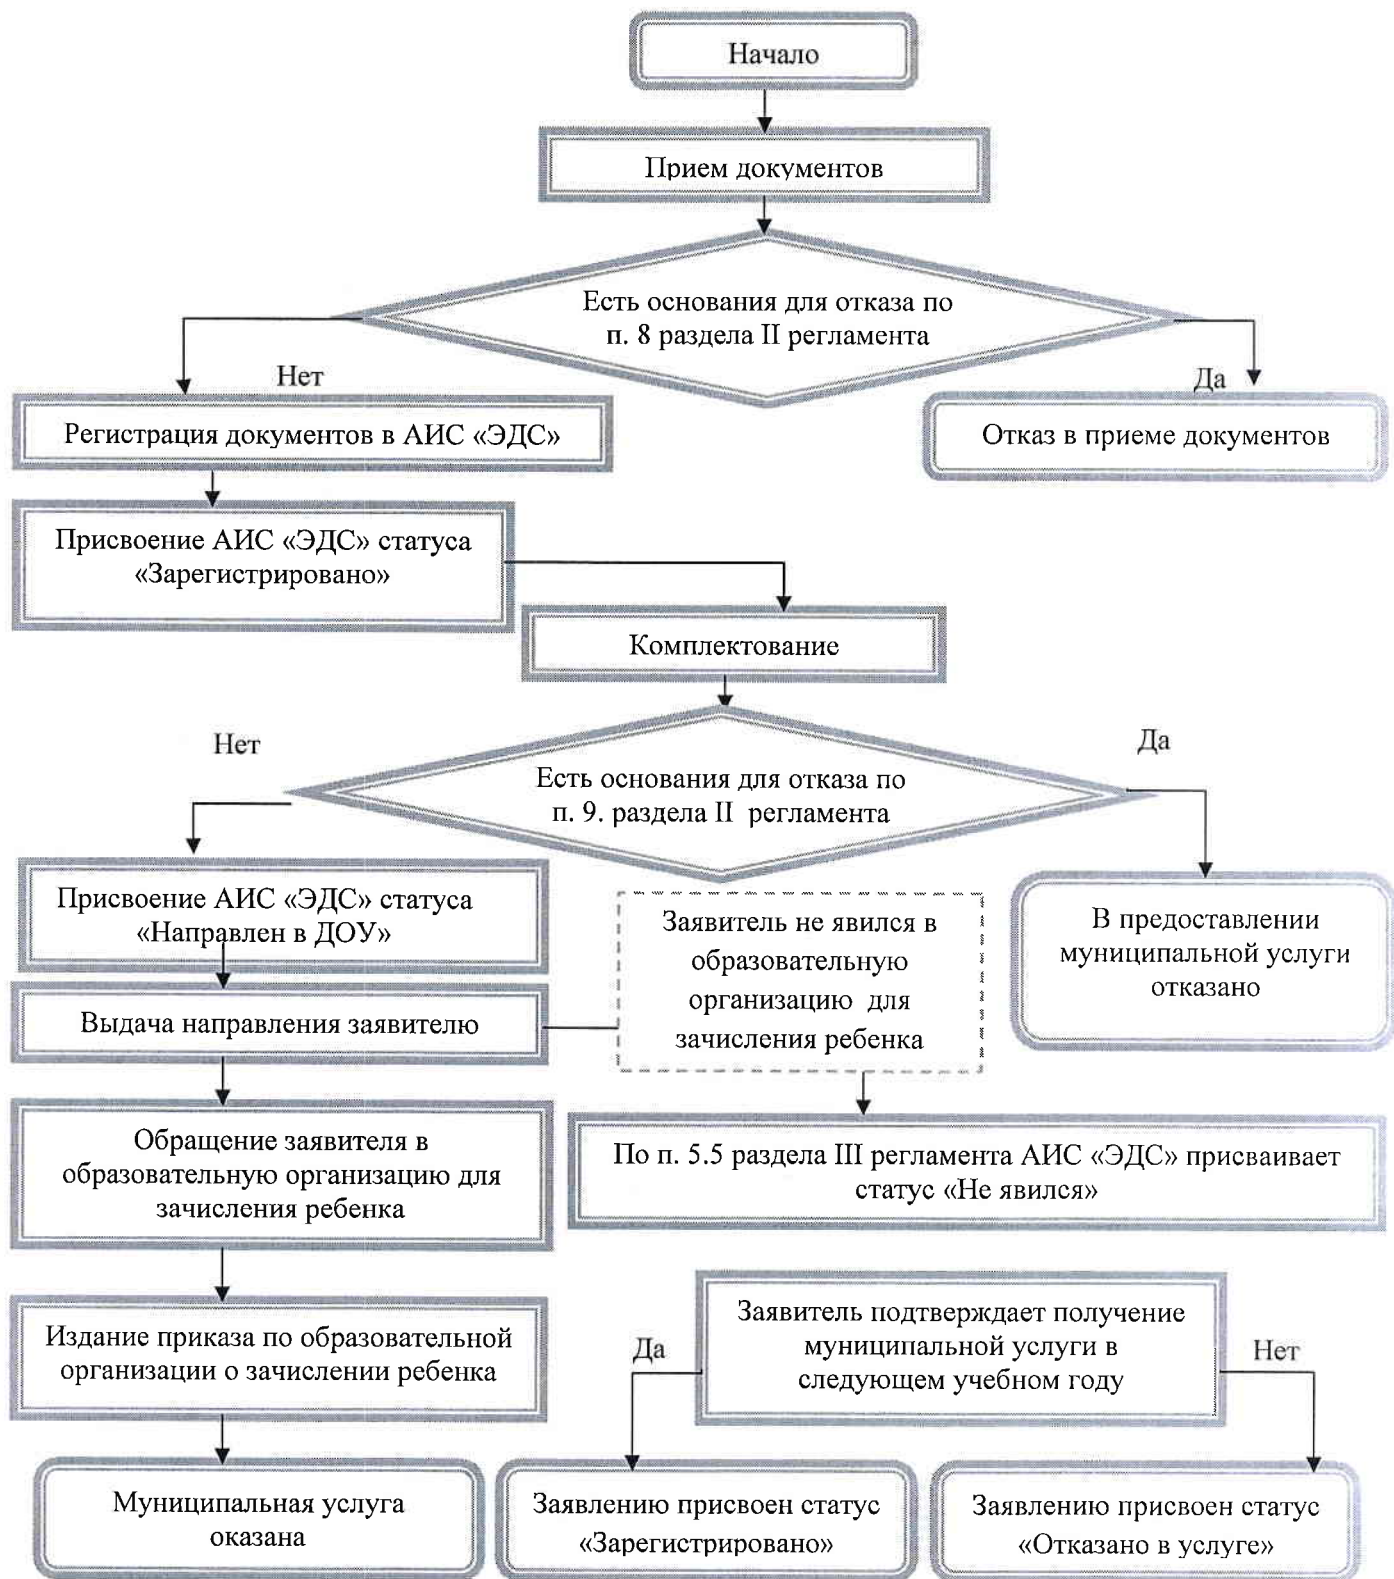 Начало
Прием документов
Есть основания для отказа по
п. 8 раздела II регламента
Нет
Да
Регистрация документов в АИС «ЭДС»
Отказ в приеме документов
Присвоение АИС «ЭДС» статуса
«Зарегистрировано»
Комплектование
Нет
Да
Есть основания для отказа по
п. 9. раздела II регламента
Присвоение АИС «ЭДС» статуса
«Направлен в ДОУ»
Заявитель не явился в
образовательную
организацию для
зачисления ребенка
В предоставлении
муниципальной услуги
отказано
Выдача направления заявителю
Обращение заявителя в
образовательную организацию для
зачисления ребенка
По п. 5.5 раздела III регламента АИС «ЭДС» присваивает
статус «Не явился»
Издание приказа по образовательной
организации о зачислении ребенка
Да
Заявитель подтверждает получение
муниципальной услуги в
следующем учебном году
Нет
Муниципальная услуга
оказана
Заявлению присвоен статус
«Зарегистрировано»
Заявлению присвоен статус
«Отказано в услуге»